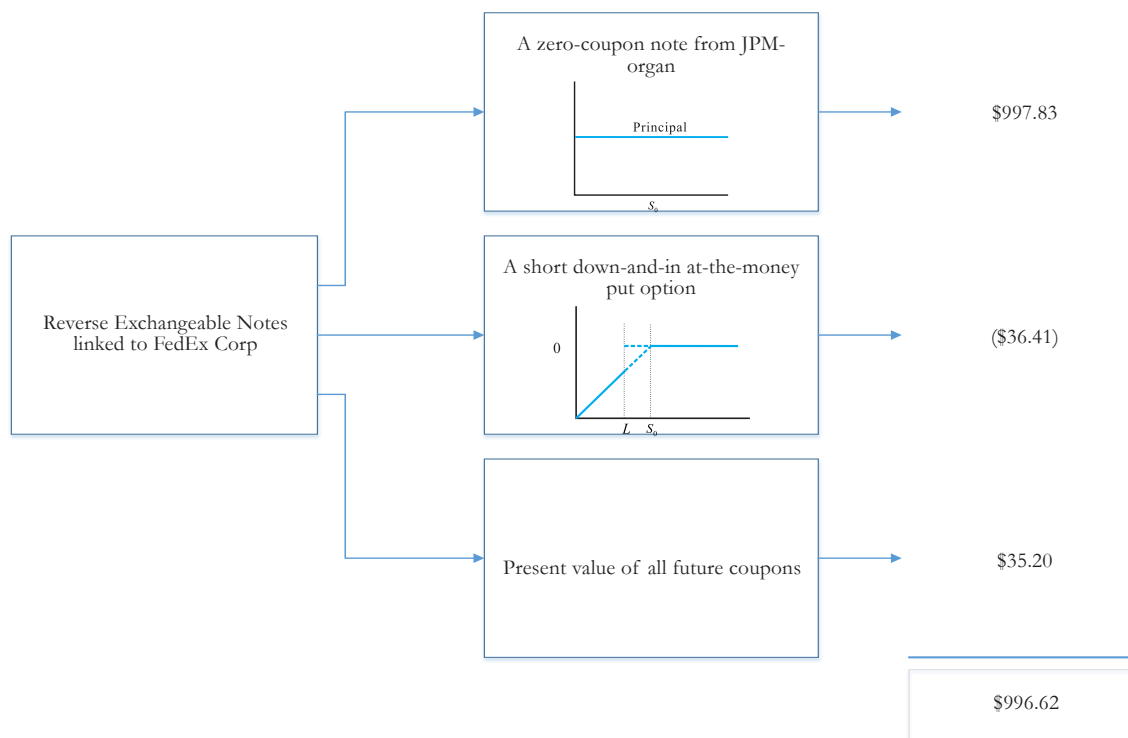 A zero-coupon note from JPM-
organ
Principal
S₀
$997.83
Reverse Exchangeable Notes
linked to FedEx Corp
A short down-and-in at-the-money
put option
0
L
S₀
($36.41)
Present value of all future coupons
$35.20
$996.62